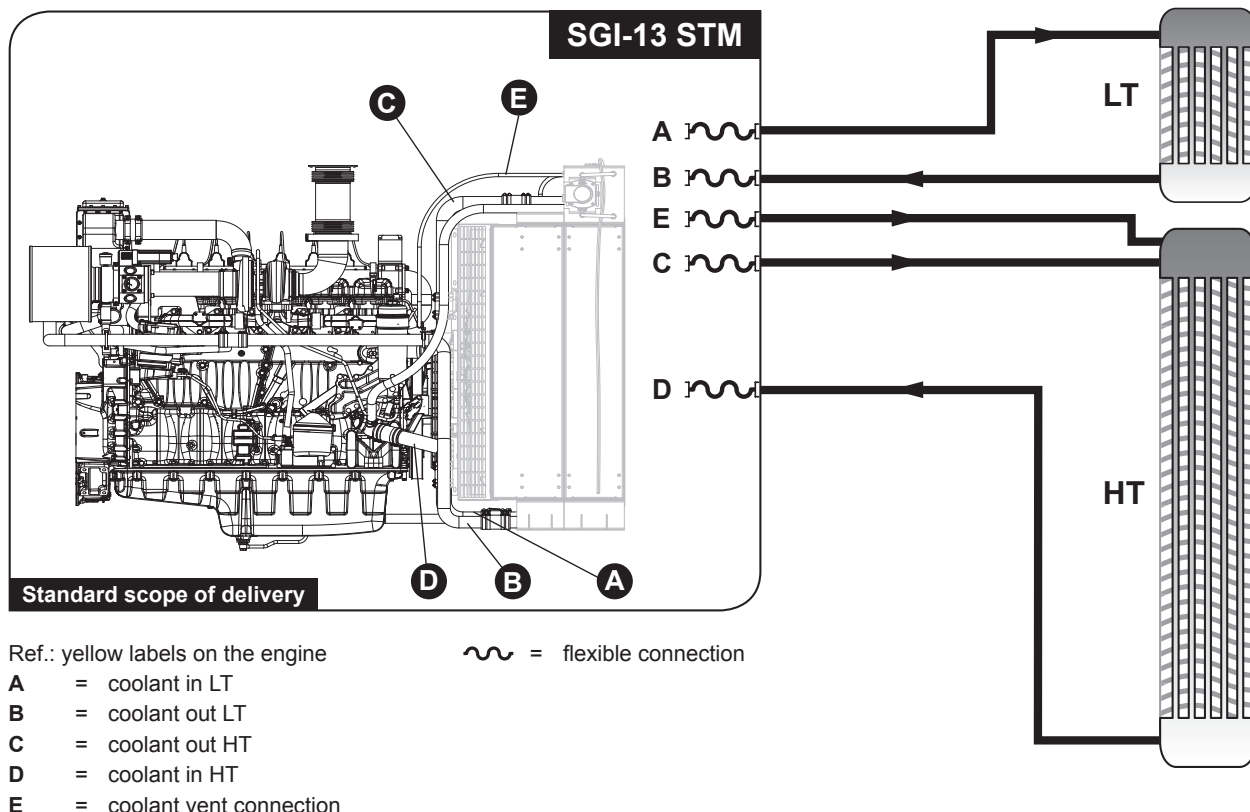 SGI-13 STM
C
E
A
B
E
C
D
LT
HT
D
B
A
Standard scope of delivery
Ref.: yellow labels on the engine
= flexible connection
A = coolant in LT
B = coolant out LT
C = coolant out HT
D = coolant in HT
E = coolant vent connection